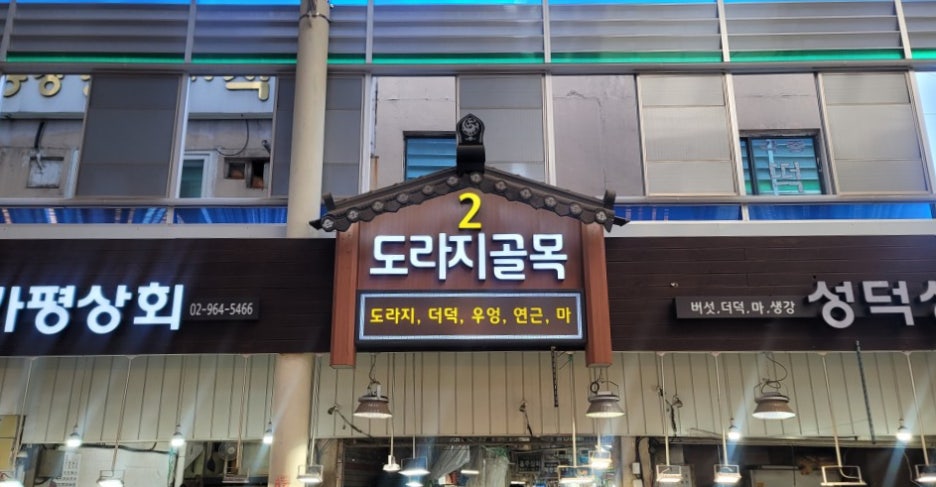 2
도라지골목
도라지, 더덕, 우엉, 연근, 마
가평상회
02-964-5466
버섯.더덕.마.생강
성덕상